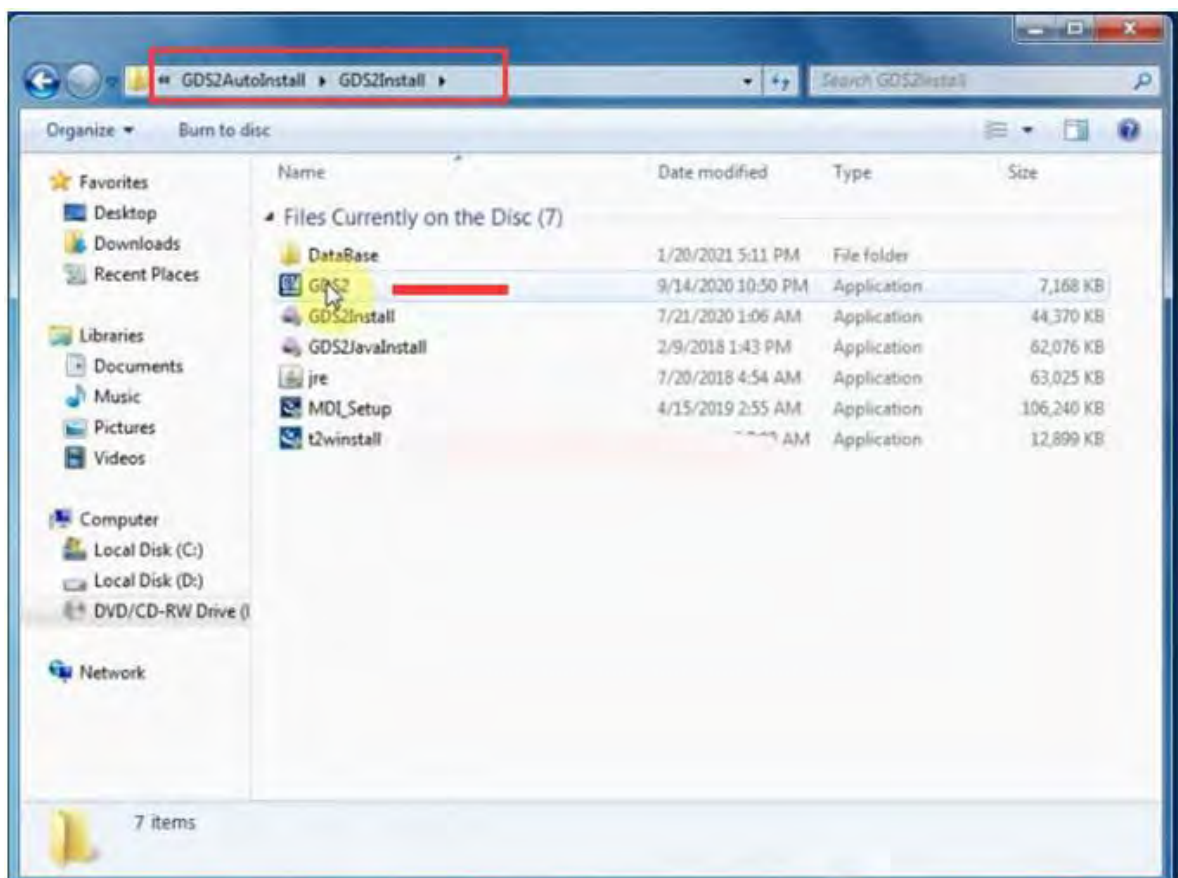 « GDS2AutoInstall ▸ GDS2Install ▸ Search GDS2Install
Organize ▾ Burn to disc
Name Date modified Type Size
Favorites
Desktop
Downloads
Recent Places
Libraries
Documents
Music
Pictures
Videos
Computer
Local Disk (C:)
Local Disk (D:)
DVD/CD-RW Drive (
Network
Files Currently on the Disc (7)
DataBase 1/20/2021 5:11 PM File folder
GDS2 9/14/2020 10:50 PM Application 7,168 KB
GDS2Install 7/21/2020 1:06 AM Application 44,370 KB
GDS2JavaInstall 2/9/2018 1:43 PM Application 62,076 KB
jre 7/20/2018 4:54 AM Application 63,025 KB
MDI_Setup 4/15/2019 2:55 AM Application 106,240 KB
t2winstall AM Application 12,899 KB
7 items